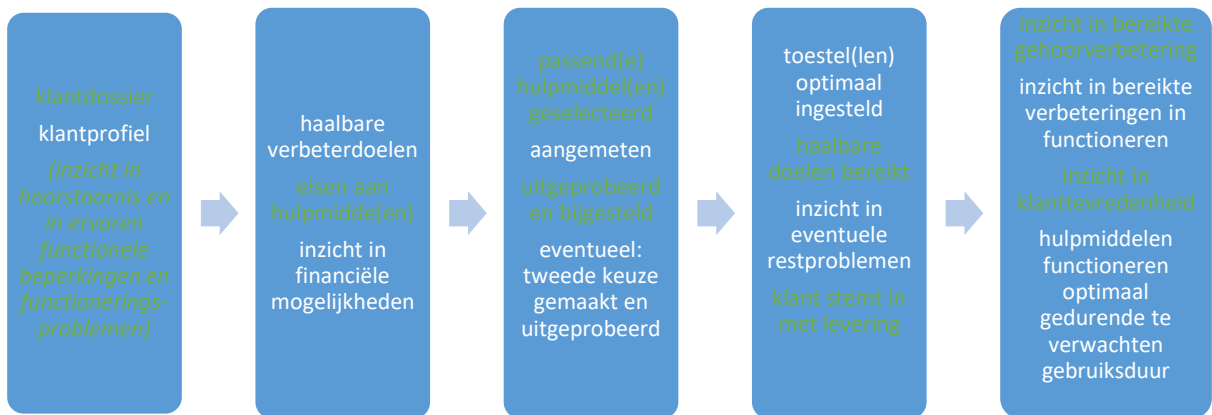 klantdossier
klantprofiel
(inzicht in
hoorstoornis en
in ervaren
functionele
beperkingen en
functionerings-
problemen)
haalbare
verbeterdoelen
eisen aan
hulpmidde(en)
inzicht in
financiële
mogelijkheden
passend(e)
hulpmiddel(en)
geselecteerd
aangemeten
uitgeprobeerd
en bijgesteld
eventueel:
tweede keuze
gemaakt en
uitgeprobeerd
toestel(len)
optimaal
ingesteld
haalbare
doelen bereikt
inzicht in
eventuele
restproblemen
klant stemt in
met levering
inzicht in bereikte
gehoorverbetering
inzicht in bereikte
verbeteringen in
functioneren
inzicht in
klanttevredenheid
hulpmiddelen
functioneren
optimaal
gedurende te
verwachten
gebruiksduur